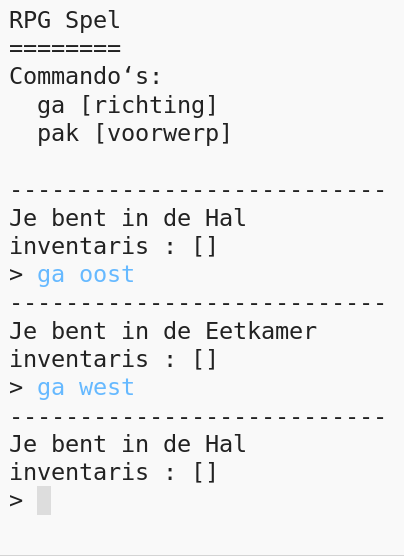 RPG Spel
========
Commando‘s:
  ga [richting]
  pak [voorwerp]

---------------------------
Je bent in de Hal
inventaris : []
> ga oost
---------------------------
Je bent in de Eetkamer
inventaris : []
> ga west
---------------------------
Je bent in de Hal
inventaris : []
>